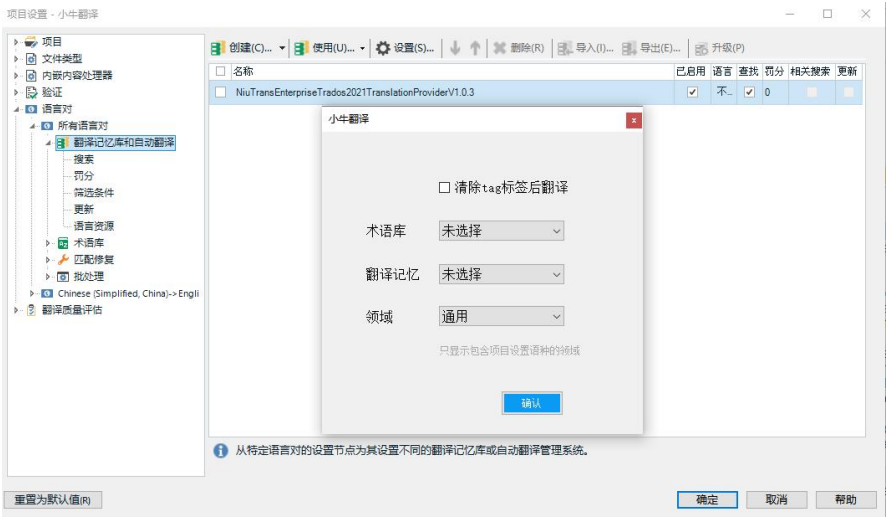 项目设置 - 小牛翻译
项目
文件类型
内嵌内容处理器
验证
语言对
所有语言对
翻译记忆库和自动翻译
搜索
罚分
筛选条件
更新
语言资源
术语库
匹配修复
批处理
Chinese (Simplified, China)->Engli
翻译质量评估
创建(C)... 使用(U)... 设置(S)... 删除(R) 导入(I)... 导出(E)... 升级(P)
名称 已启用 语言 查找 罚分 相关搜索 更新
NiuTransEnterpriseTrados2021TranslationProviderV1.0.3 不... 0
小牛翻译 x
清除tag标签后翻译
术语库 未选择
翻译记忆 未选择
领域 通用
只显示包含项目设置语种的领域
确认
从特定语言对的设置节点为其设置不同的翻译记忆库或自动翻译管理系统。
重置为默认值(R) 确定 取消 帮助